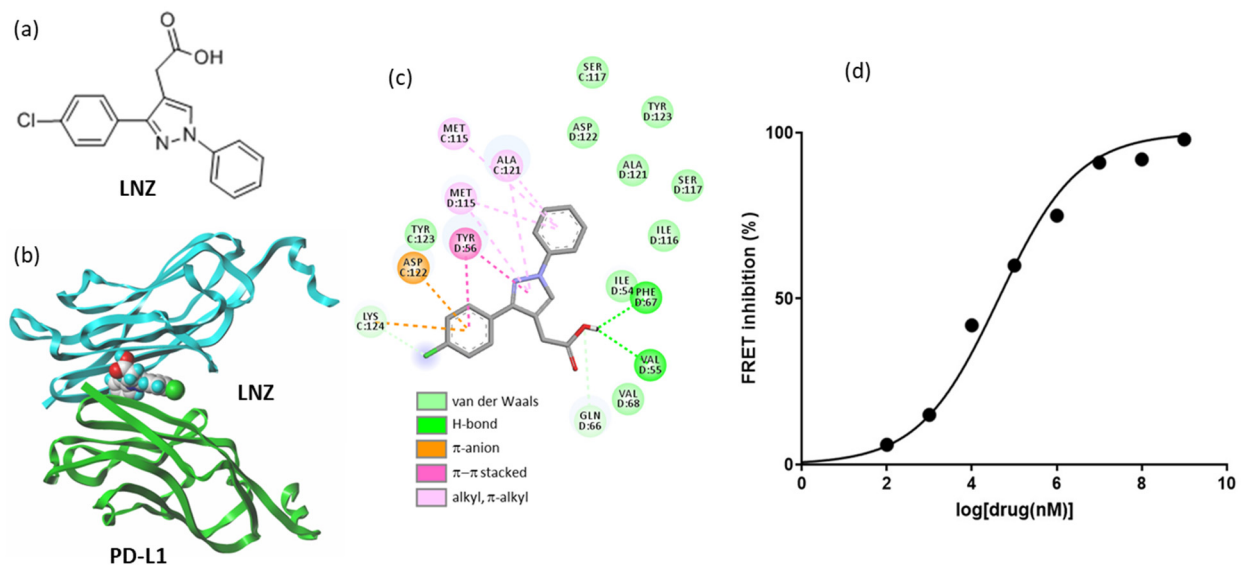 (a)
O
OH
Cl
N
N
LNZ
(b)
LNZ
PD-L1
(c)
SER
C:117
TYR
D:123
ASP
D:122
MET
C:115
ALA
C:121
ALA
D:121
SER
D:117
MET
D:115
TYR
C:123
TYR
D:56
ILE
D:116
ASP
C:122
ILE
D:54
PHE
D:67
LYS
C:124
VAL
D:55
VAL
D:68
GLN
D:66
van der Waals
H-bond
π-anion
π–π stacked
alkyl, π-alkyl
(d)
FRET inhibition (%)
100
50
0
0 2 4 6 8 10
log[drug(nM)]